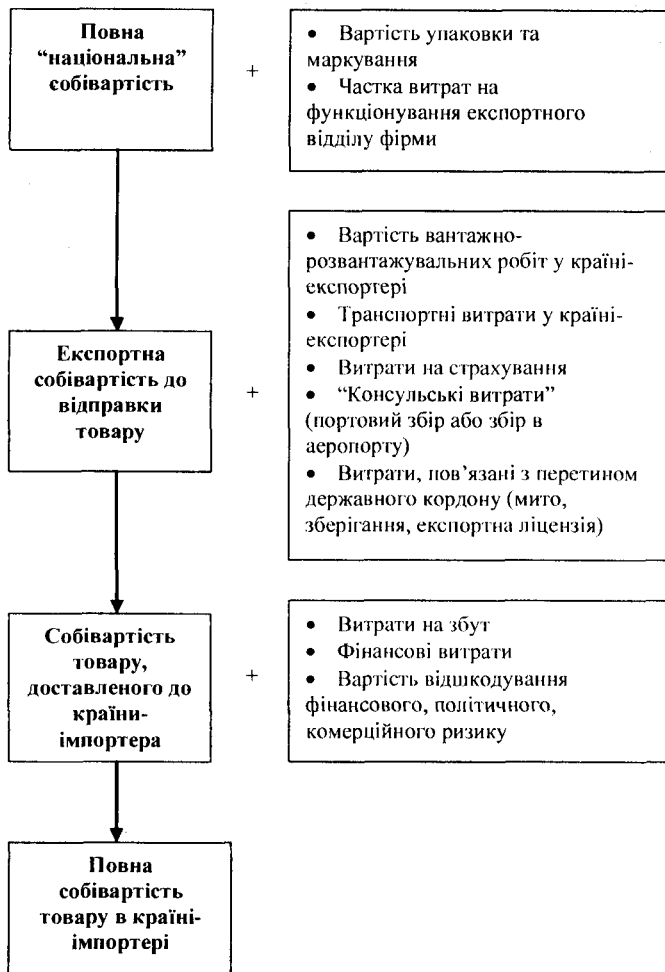 Повна
“національна”
собівартість
+
• Вартість упаковки та
маркування
• Частка витрат на
функціонування експортного
відділу фірми
Експортна
собівартість до
відправки
товару
+
• Вартість вантажно-
розвантажувальних робіт у країні-
експортері
• Транспортні витрати у країні-
експортері
• Витрати на страхування
• “Консульські витрати”
(портовий збір або збір в
аеропорту)
• Витрати, пов’язані з перетином
державного кордону (мито,
зберігання, експортна ліцензія)
Собівартість
товару,
доставленого до
країни-
імпортера
+
• Витрати на збут
• Фінансові витрати
• Вартість відшкодування
фінансового, політичного,
комерційного ризику
Повна
собівартість
товару в країні-
імпортері